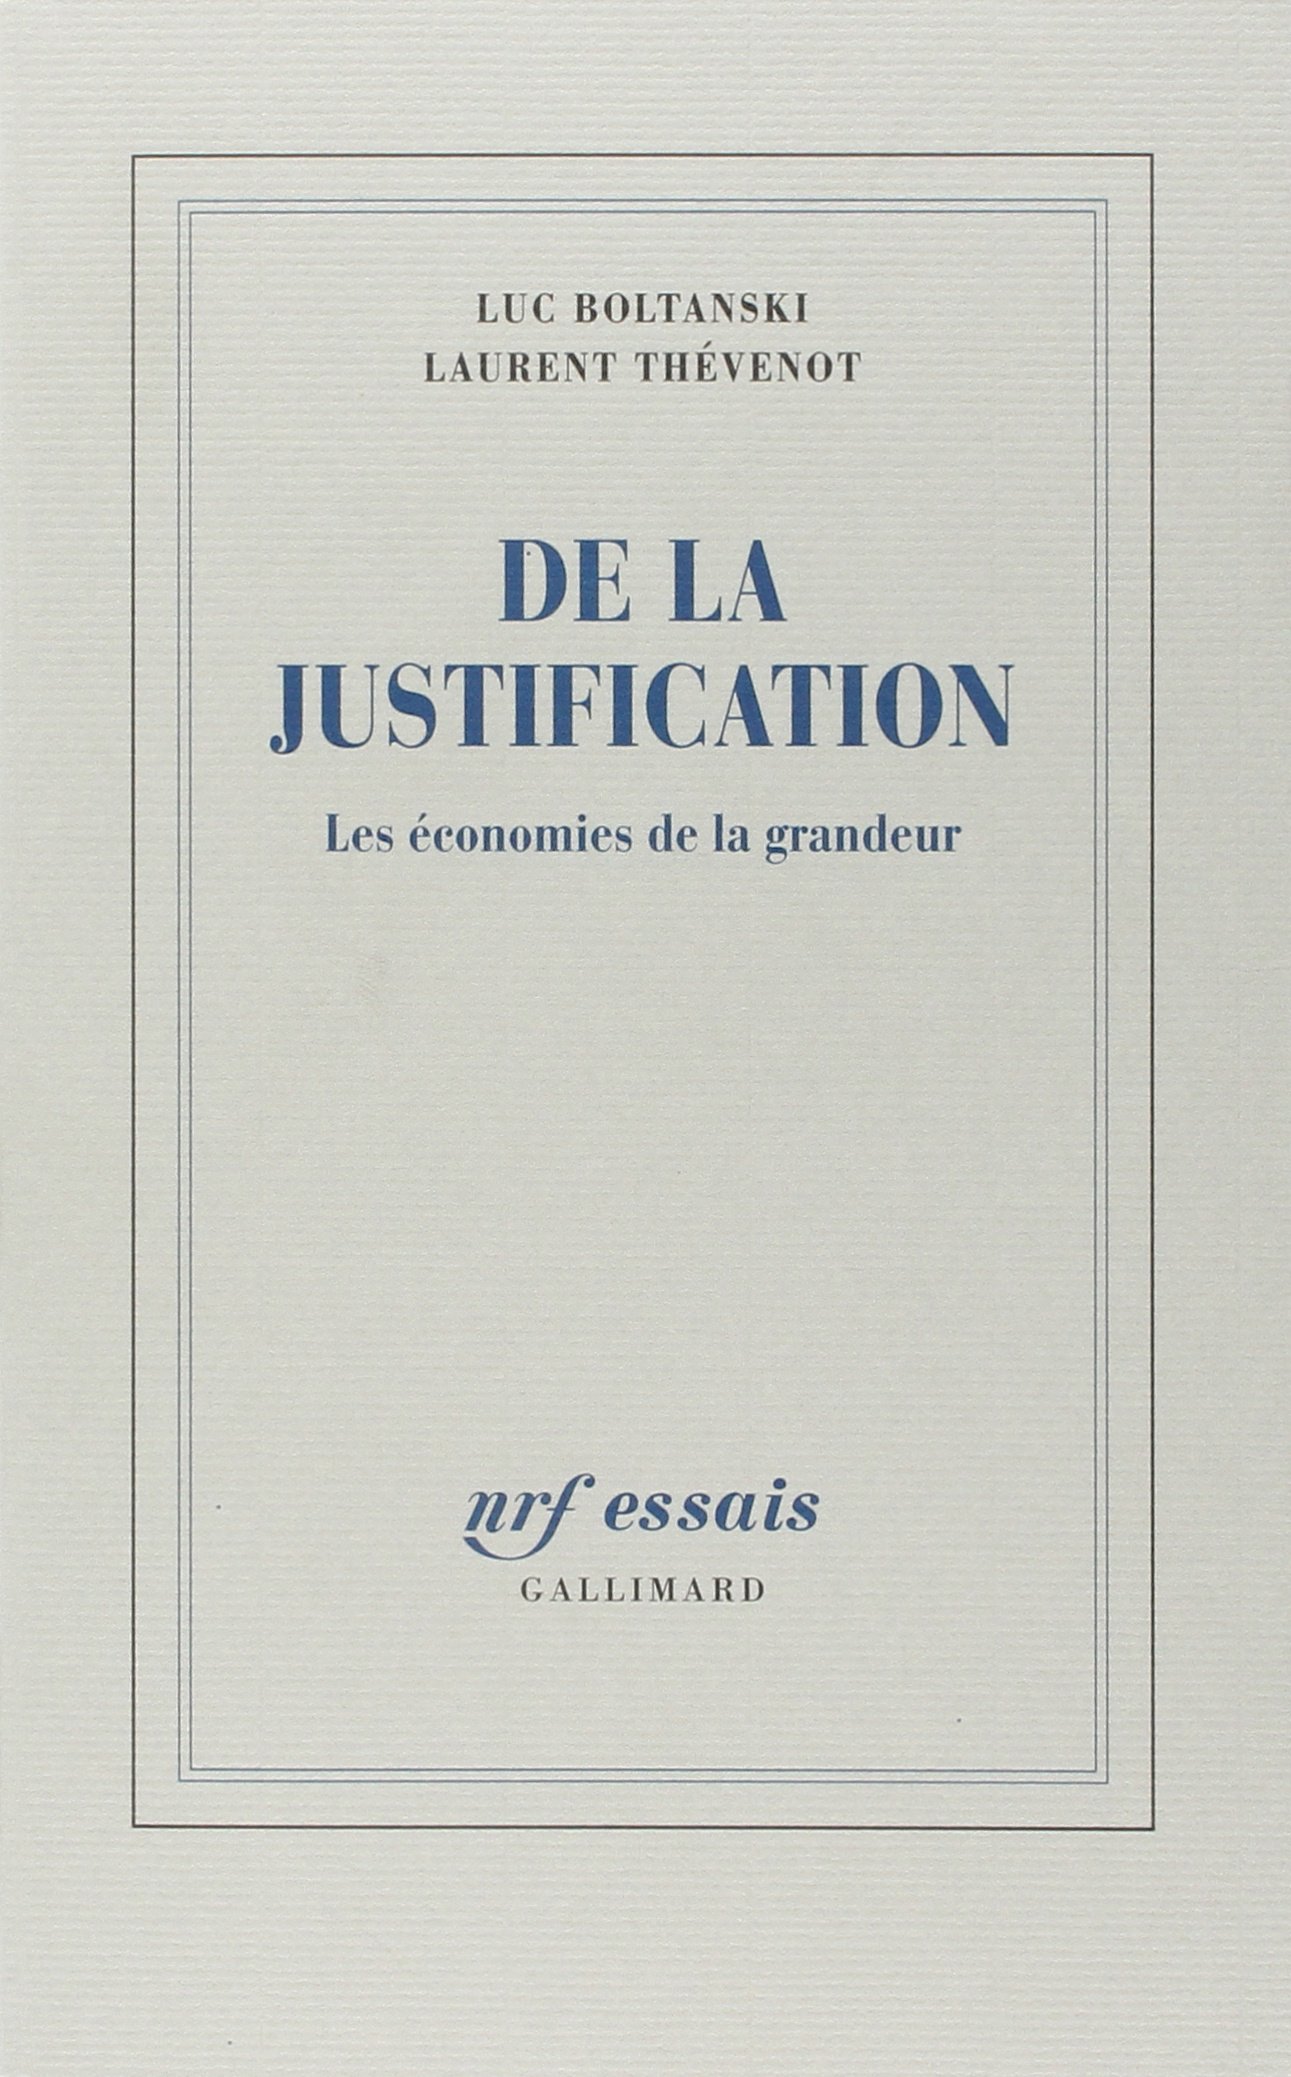 LUC BOLTANSKI
LAURENT THÉVENOT
DE LA
JUSTIFICATION
Les économies de la grandeur
nrf essais
GALLIMARD